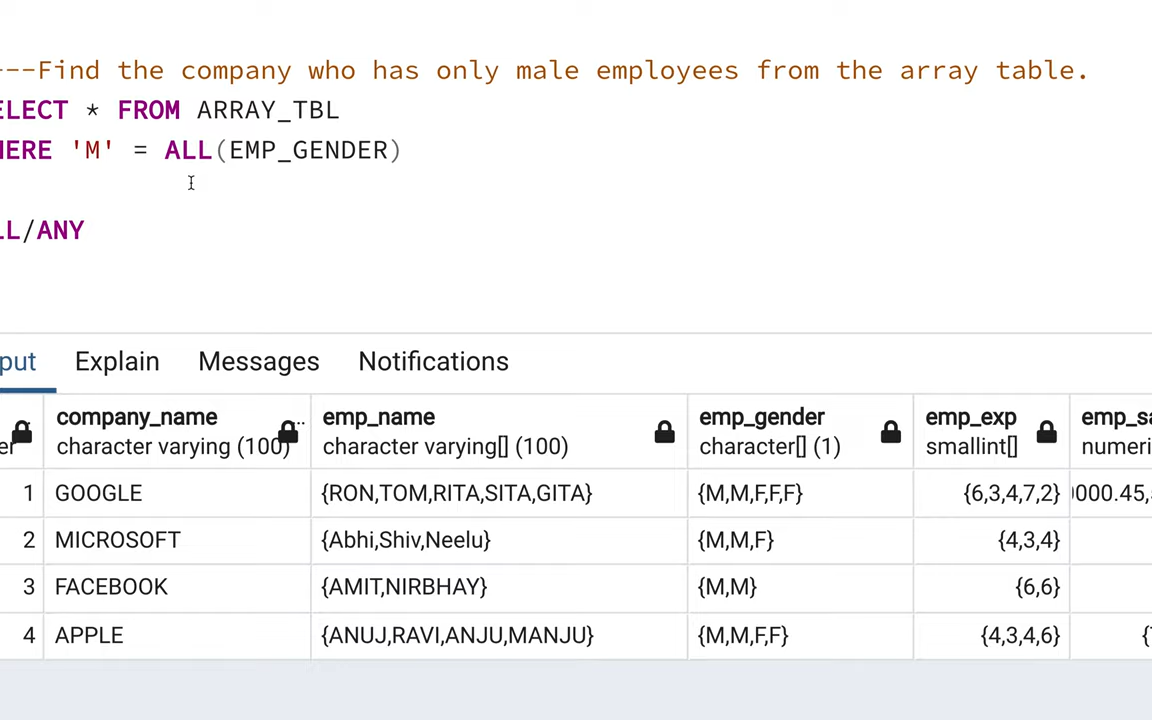 ---Find the company who has only male employees from the array table.
ELECT * FROM ARRAY_TBL
HERE 'M' = ALL(EMP_GENDER)
LL/ANY
put Explain Messages Notifications
company_name emp_name emp_gender emp_exp emp_sa
er character varying (100) character varying[] (100) character[] (1) smallint[] numeri
1 GOOGLE {RON,TOM,RITA,SITA,GITA} {M,M,F,F,F} {6,3,4,7,2} 0000.45,
2 MICROSOFT {Abhi,Shiv,Neelu} {M,M,F} {4,3,4}
3 FACEBOOK {AMIT,NIRBHAY} {M,M} {6,6}
4 APPLE {ANUJ,RAVI,ANJU,MANJU} {M,M,F,F} {4,3,4,6} {